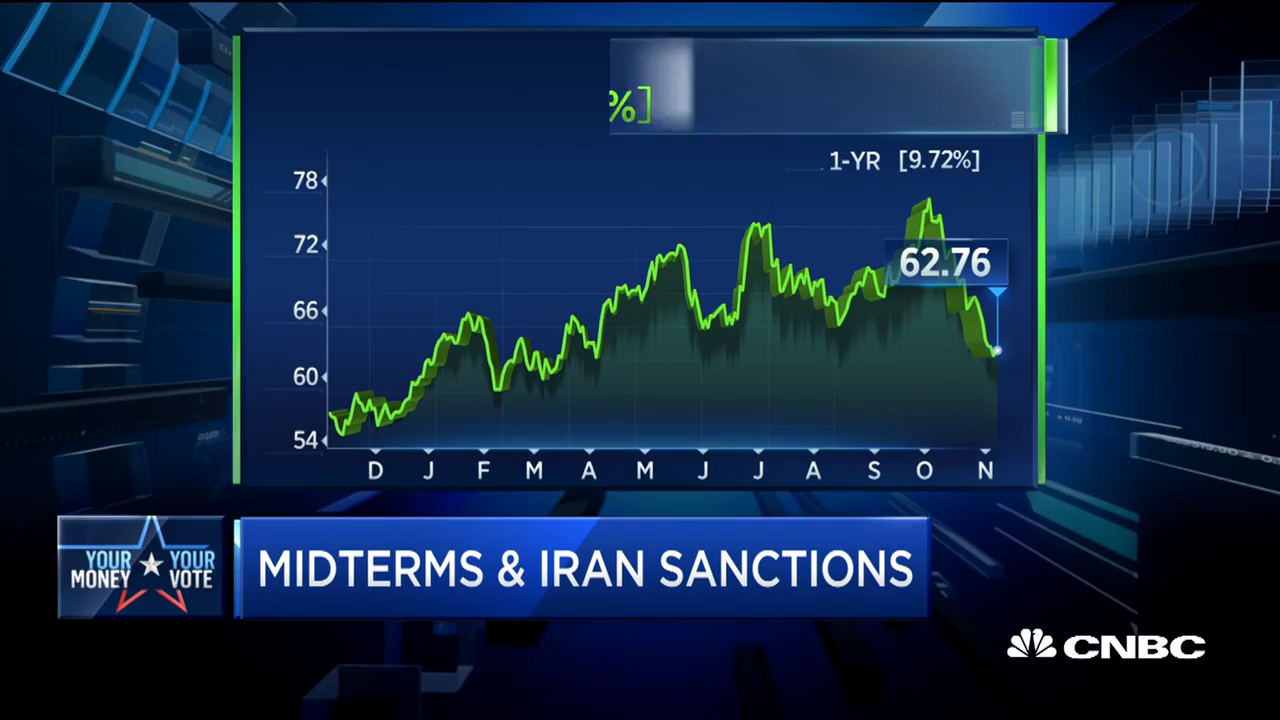 %]
1-YR [9.72%]
78
72
62.76
66
60
54
D J F M A M J J A S O N
YOUR YOUR
MONEY VOTE
MIDTERMS & IRAN SANCTIONS
CNBC